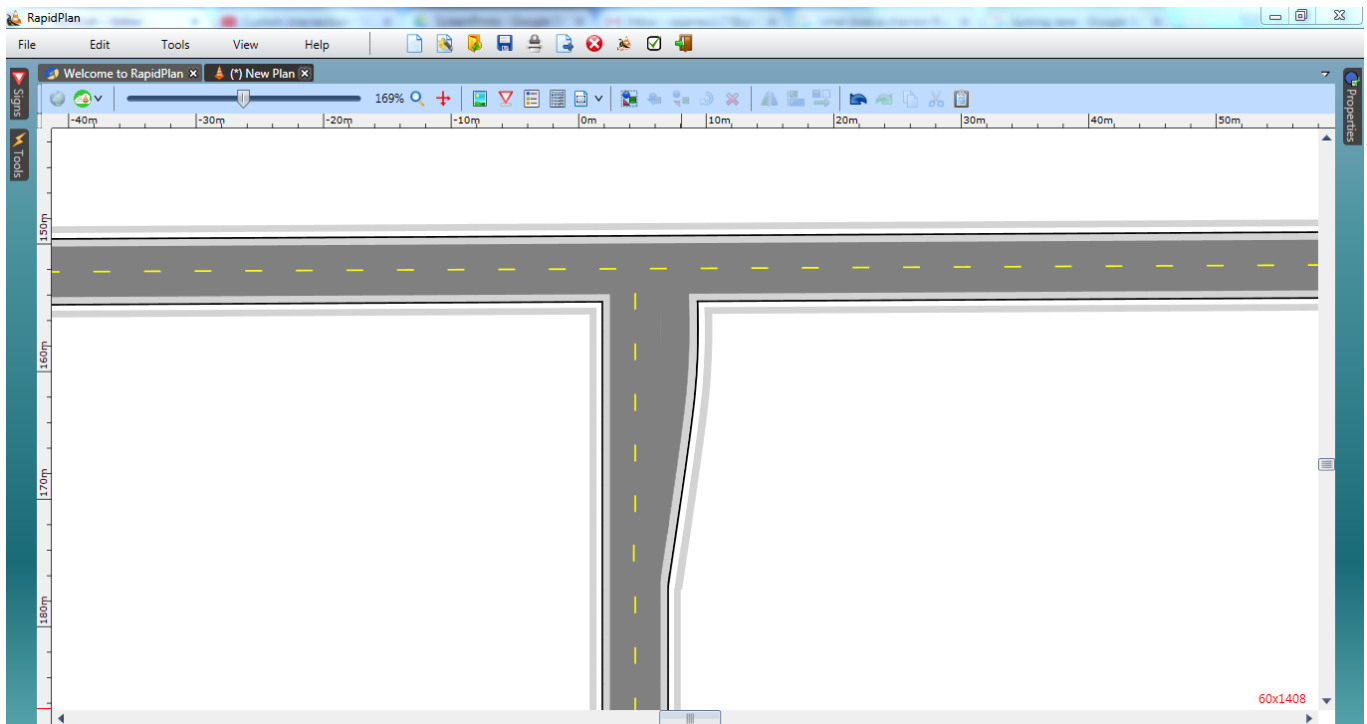 RapidPlan
File Edit Tools View Help
Welcome to RapidPlan (*) New Plan
Signs
Tools
Properties
169%
-40m -30m -20m -10m 0m 10m 20m 30m 40m 50m
150m
160m
170m
180m
60x1408